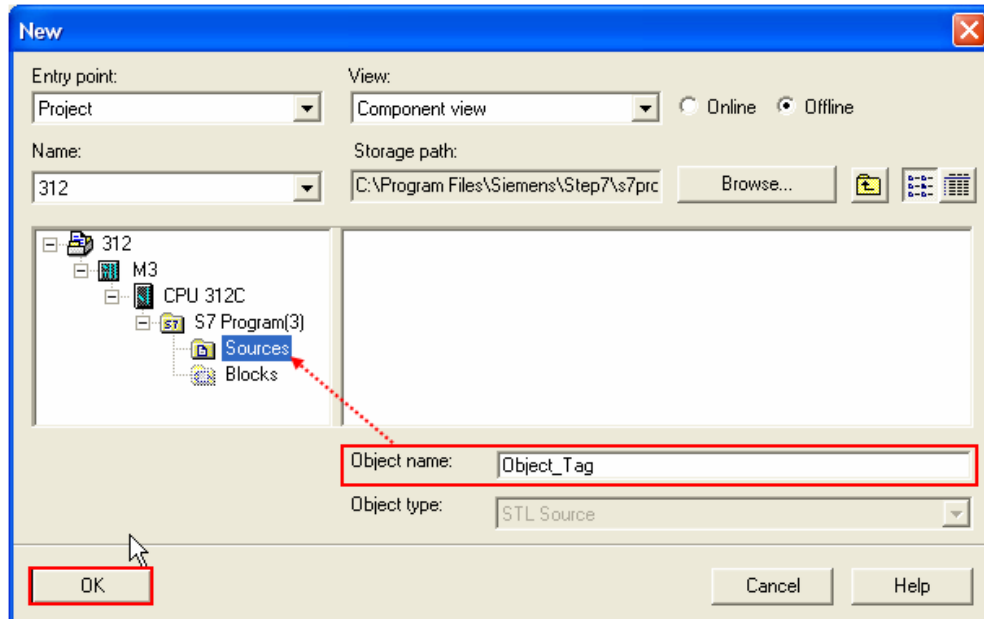 New
Entry point:
View:
Project
Component view
Online
Offline
Name:
Storage path:
312
C:\Program Files\Siemens\Step7\s7prc
Browse...
312
M3
CPU 312C
S7 Program(3)
Sources
Blocks
Object name:
Object_Tag
Object type:
STL Source
OK
Cancel
Help